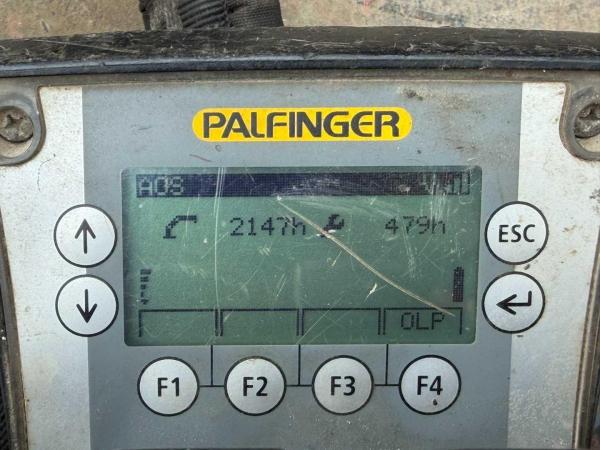 PALFINGER
AOS
2147h 479h
ESC
OLP
F1 F2 F3 F4